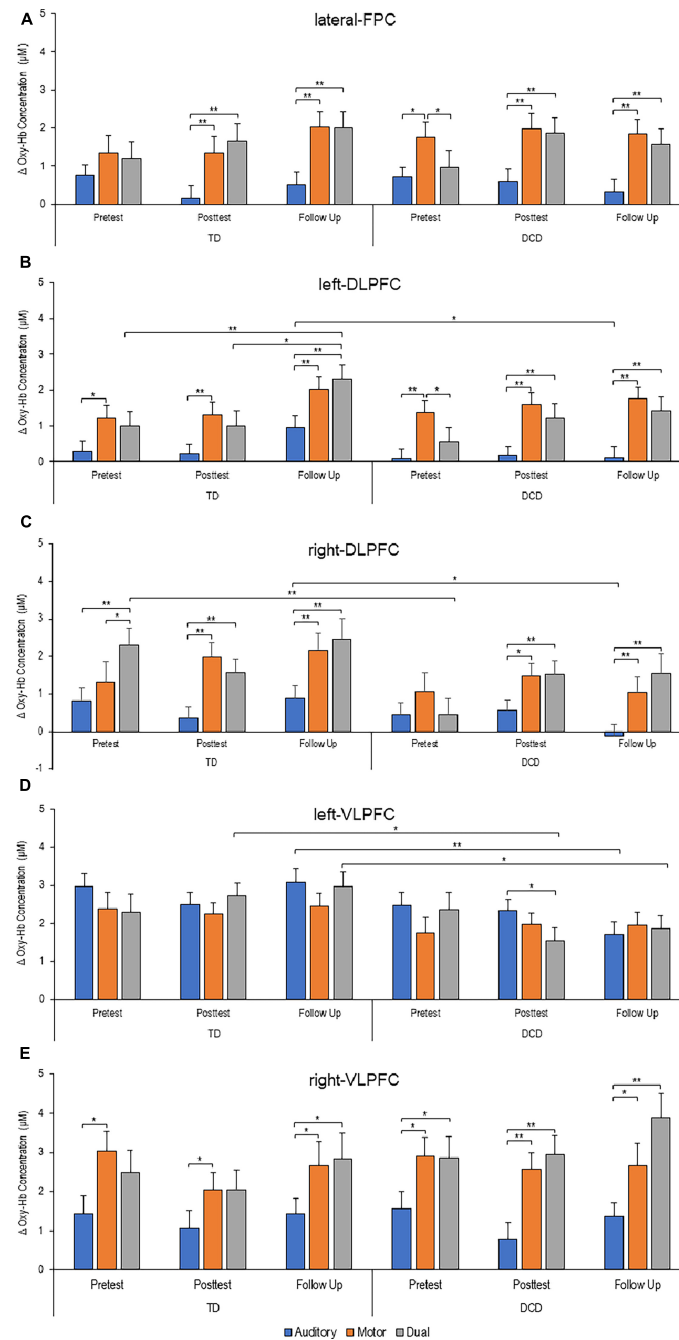 A
lateral-FPC
Δ Oxy-Hb Concentration (μM)
5
4
3
2
1
0
** ** ** ** * * ** ** ** **
Pretest Posttest Follow Up Pretest Posttest Follow Up
TD DCD
B
left-DLPFC
Δ Oxy-Hb Concentration (μM)
5
4
3
2
1
0
** * * * ** ** ** ** * ** ** ** **
Pretest Posttest Follow Up Pretest Posttest Follow Up
TD DCD
C
right-DLPFC
Δ Oxy-Hb Concentration (μM)
5
4
3
2
1
0
-1
* ** ** * ** ** ** ** ** * ** **
Pretest Posttest Follow Up Pretest Posttest Follow Up
TD DCD
D
left-VLPFC
Δ Oxy-Hb Concentration (μM)
5
4
3
2
1
0
* ** * *
Pretest Posttest Follow Up Pretest Posttest Follow Up
TD DCD
E
right-VLPFC
Δ Oxy-Hb Concentration (μM)
5
4
3
2
1
0
* * * * * * ** ** ** *
Pretest Posttest Follow Up Pretest Posttest Follow Up
TD DCD
Auditory Motor Dual